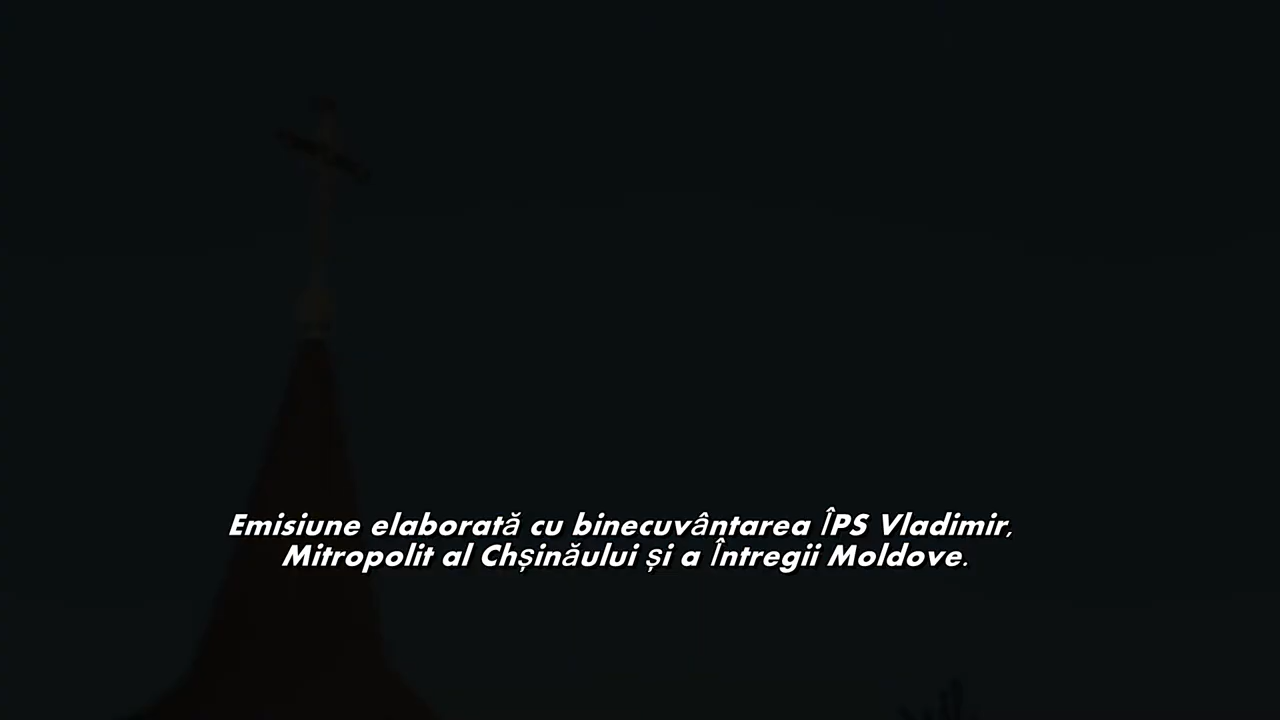 Emisiune elaborată cu binecuvântarea ÎPS Vladimir,
Mitropolit al Chșinăului și a Întregii Moldove.